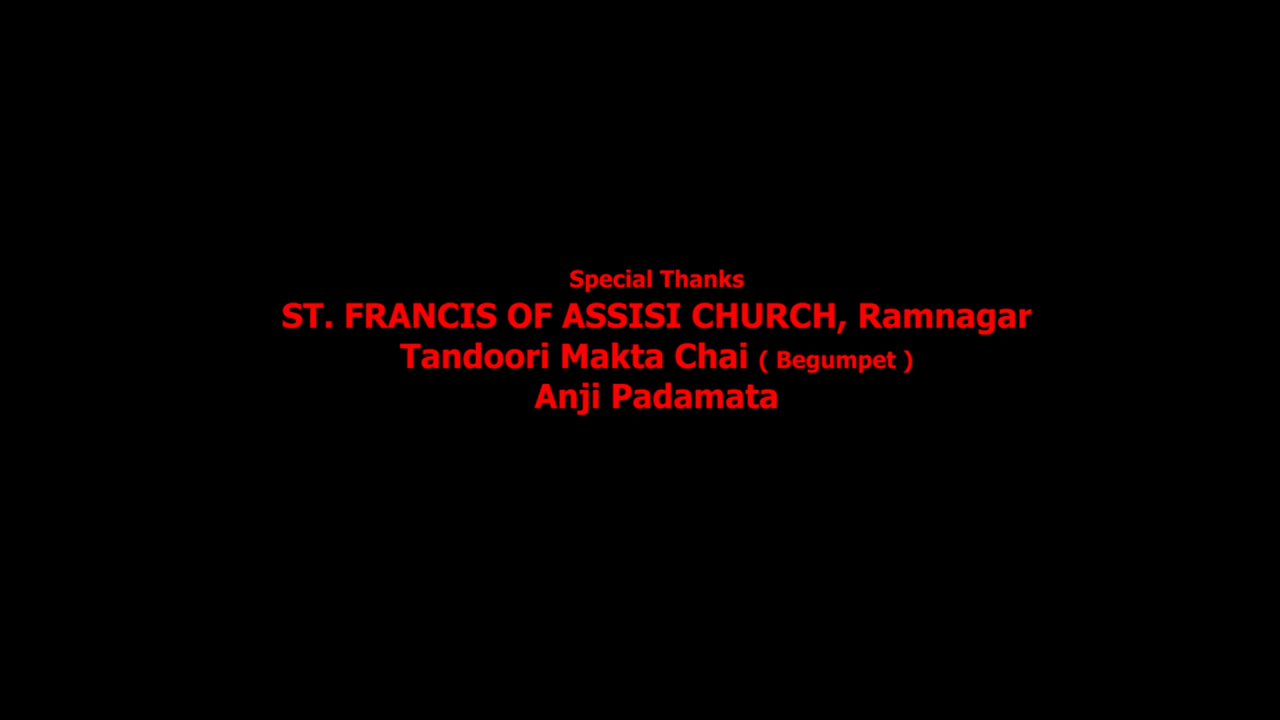 Special Thanks
ST. FRANCIS OF ASSISI CHURCH, Ramnagar
Tandoori Makta Chai ( Begumpet )
Anji Padamata